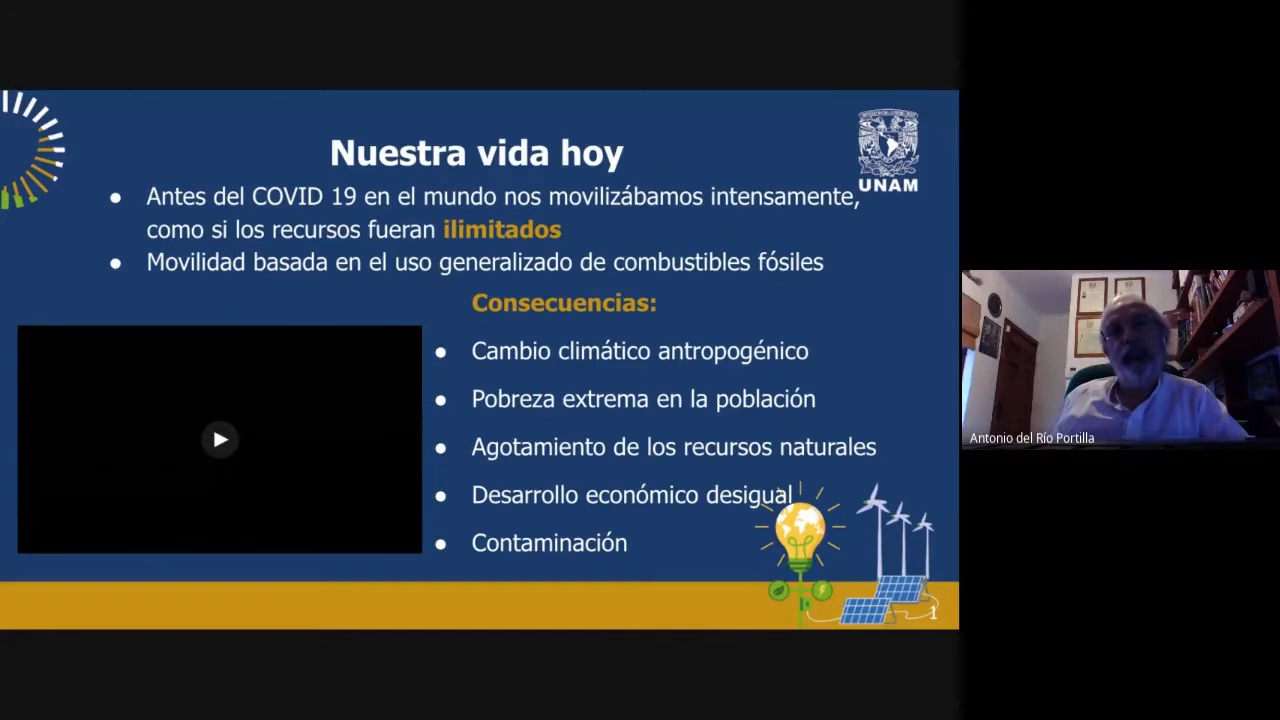 Nuestra vida hoy
UNAM
● Antes del COVID 19 en el mundo nos movilizábamos intensamente,
como si los recursos fueran ilimitados
● Movilidad basada en el uso generalizado de combustibles fósiles
Consecuencias:
● Cambio climático antropogénico
● Pobreza extrema en la población
● Agotamiento de los recursos naturales
● Desarrollo económico desigual
● Contaminación
1
Antonio del Río Portilla